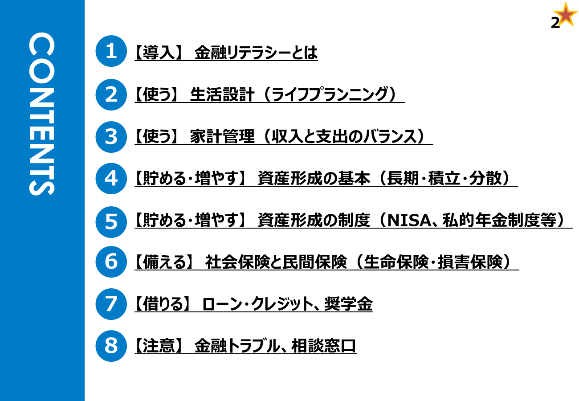 2
CONTENTS
1 【導入】 金融リテラシーとは
2 【使う】 生活設計（ライフプランニング）
3 【使う】 家計管理（収入と支出のバランス）
4 【貯める・増やす】 資産形成の基本（長期・積立・分散）
5 【貯める・増やす】 資産形成の制度（NISA、私的年金制度等）
6 【備える】 社会保険と民間保険（生命保険・損害保険）
7 【借りる】 ローン・クレジット、奨学金
8 【注意】 金融トラブル、相談窓口